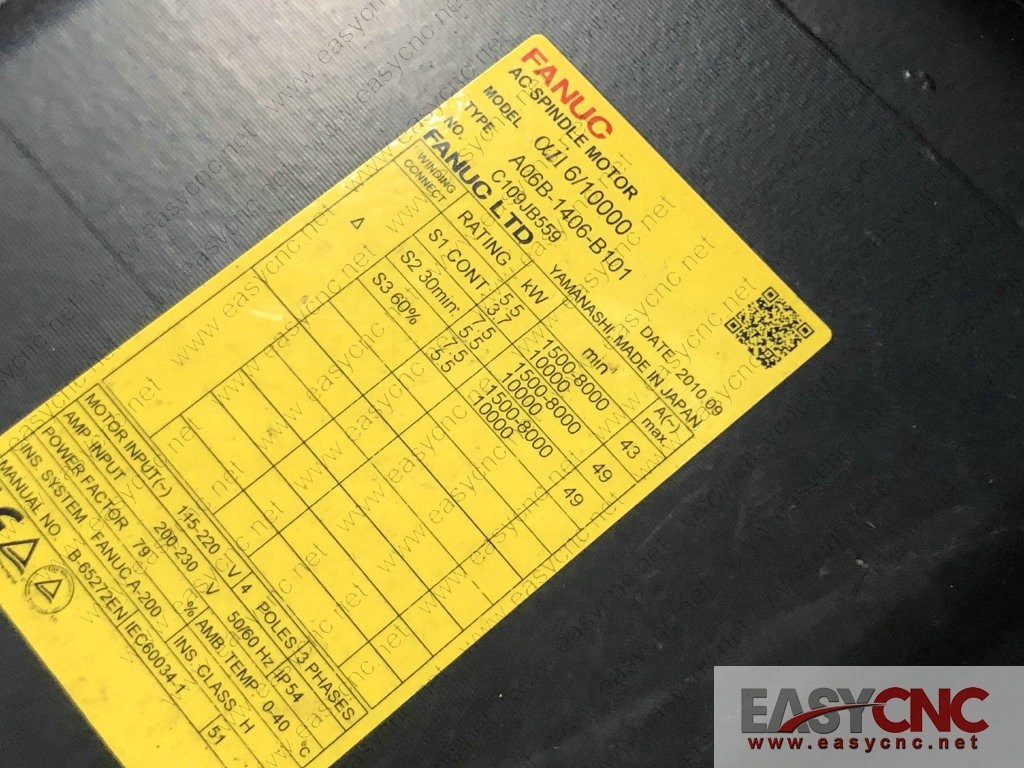 FANUC
AC SPINDLE MOTOR
MODEL αiI 6/10000
TYPE A06B-1406-B101
NO. C109JB559 DATE 2010.09
FANUC LTD YAMANASHI, MADE IN JAPAN
WINDING CONNECT RATING kW min⁻¹ A(~) max.
△ S1 CONT 5.5 1500-8000 43
3.7 10000
S2 30min 7.5 1500-8000 49
5.5 10000
S3 60% 7.5 1500-8000 49
5.5 10000
MOTOR INPUT(~) 115-220 V 4 POLES 3 PHASES
AMP INPUT 200-230 V 50/60 Hz IP54
POWER FACTOR 79 % AMB. TEMP. 0-40 °C
INS. SYSTEM FANUC A-200 INS. CLASS H
MANUAL NO. B-65272EN IEC60034-1 51
EASYCNC
www.easycnc.net